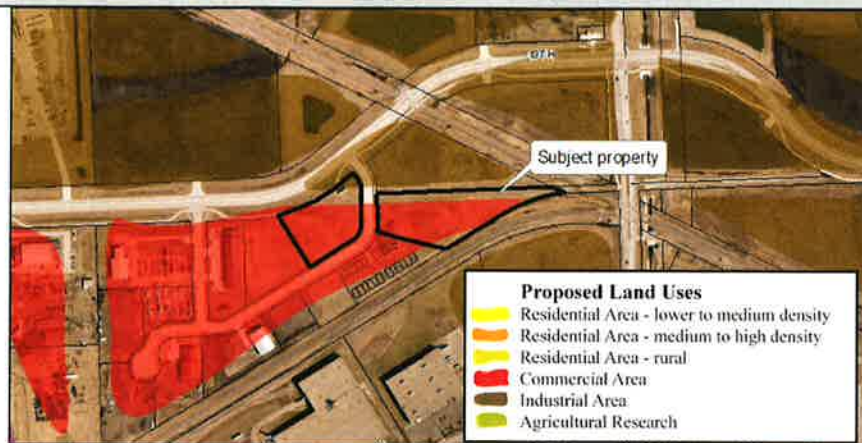 Subject property
Proposed Land Uses
Residential Area - lower to medium density
Residential Area - medium to high density
Residential Area - rural
Commercial Area
Industrial Area
Agricultural Research